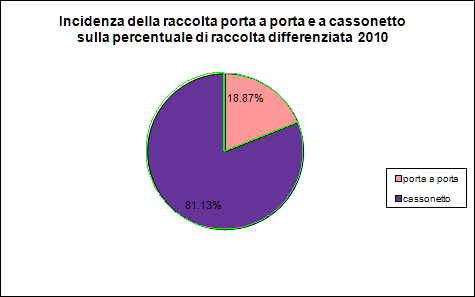 Incidenza della raccolta porta a porta e a cassonetto
sulla percentuale di raccolta differenziata 2010
18.87%
81.13%
porta a porta
cassonetto